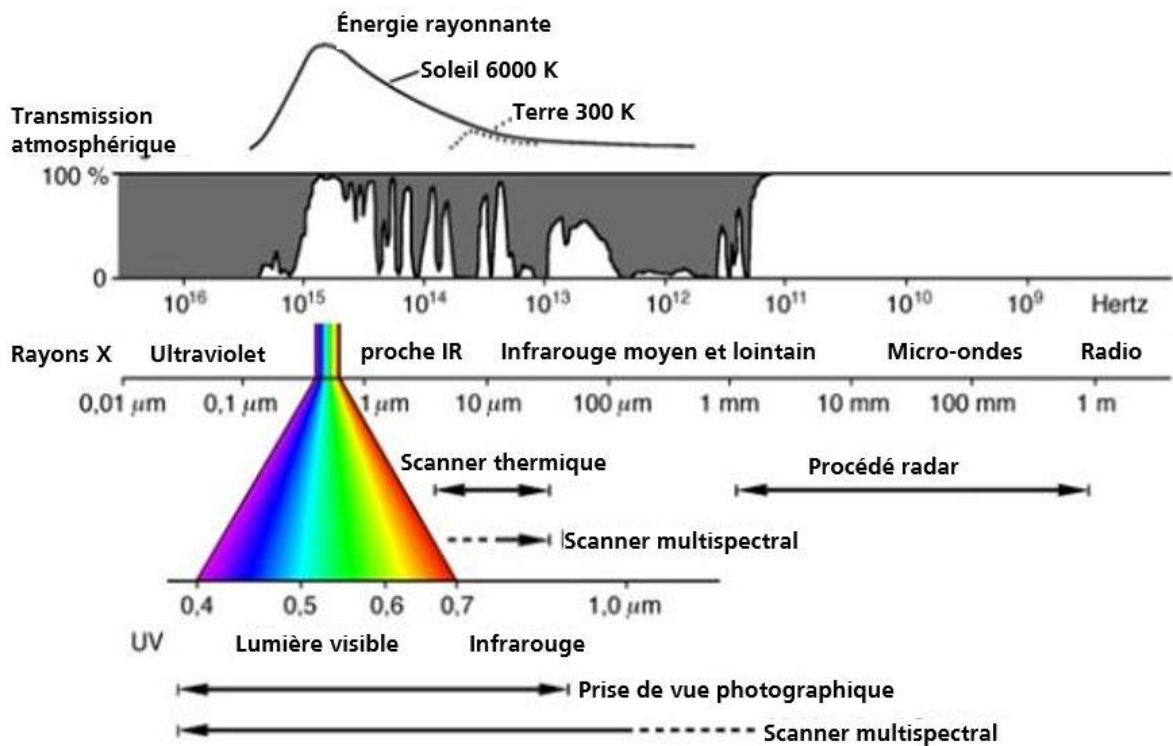 Énergie rayonnante
Soleil 6000 K
Terre 300 K
Transmission
atmosphérique
100 %
0
10¹⁶ 10¹⁵ 10¹⁴ 10¹³ 10¹² 10¹¹ 10¹⁰ 10⁹ Hertz
Rayons X Ultraviolet proche IR Infrarouge moyen et lointain Micro-ondes Radio
0,01 μm 0,1 μm 1 μm 10 μm 100 μm 1 mm 10 mm 100 mm 1 m
Scanner thermique Procédé radar
Scanner multispectral
0,4 0,5 0,6 0,7 1,0 μm
UV Lumière visible Infrarouge
Prise de vue photographique
Scanner multispectral